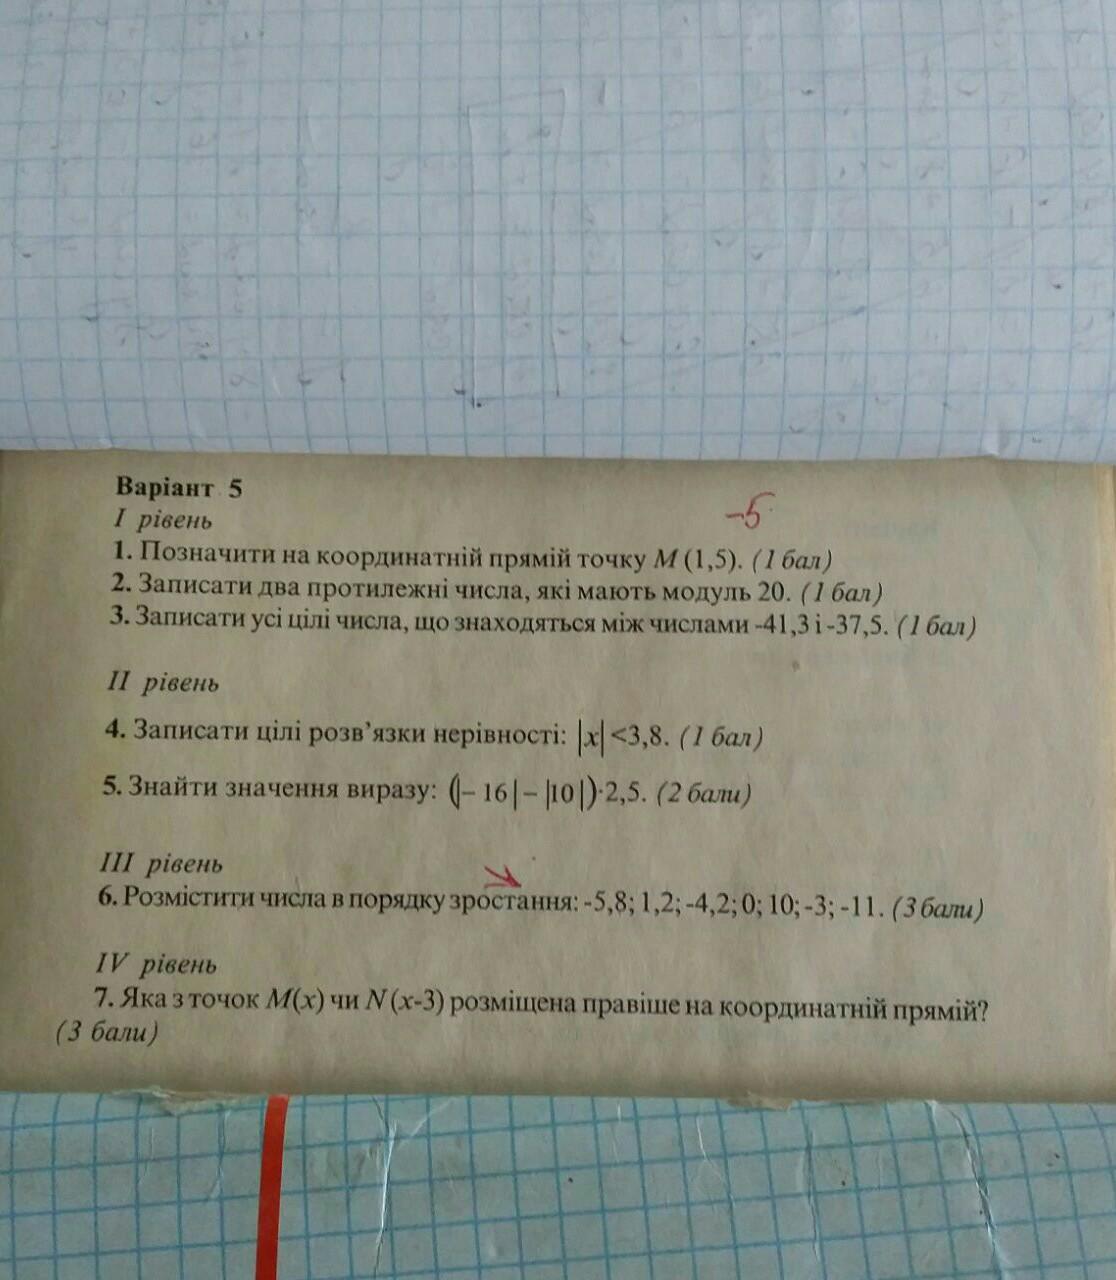 Варіант 5
-5
І рівень
1. Позначити на координатній прямій точку M (1,5). (1 бал)
2. Записати два протилежні числа, які мають модуль 20. (1 бал)
3. Записати усі цілі числа, що знаходяться між числами -41,3 і -37,5. (1 бал)
ІІ рівень
4. Записати цілі розв’язки нерівності: |x| <3,8. (1 бал)
5. Знайти значення виразу: (|− 16| − |10|)·2,5. (2 бали)
ІІІ рівень
6. Розмістити числа в порядку зростання: -5,8; 1,2; -4,2; 0; 10; -3; -11. (3 бали)
IV рівень
7. Яка з точок M(x) чи N(x-3) розміщена правіше на координатній прямій?
(3 бали)